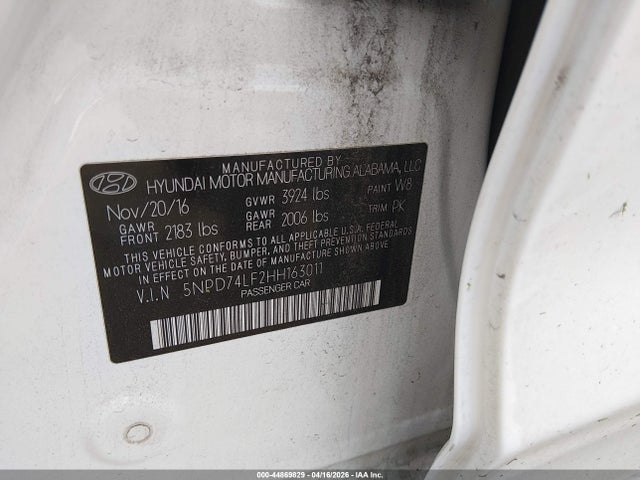 MANUFACTURED BY
HYUNDAI MOTOR MANUFACTURING ALABAMA, LLC
Nov/20/16 GVWR 3924 lbs PAINT W8
GAWR FRONT 2183 lbs GAWR REAR 2006 lbs TRIM PK
THIS VEHICLE CONFORMS TO ALL APPLICABLE U.S.A. FEDERAL
MOTOR VEHICLE SAFETY, BUMPER, AND THEFT PREVENTION STANDARDS
IN EFFECT ON THE DATE OF MANUFACTURE SHOWN ABOVE.
V.I.N 5NPD74LF2HH163011
PASSENGER CAR
000-44869829 - 04/16/2026 - IAA Inc.